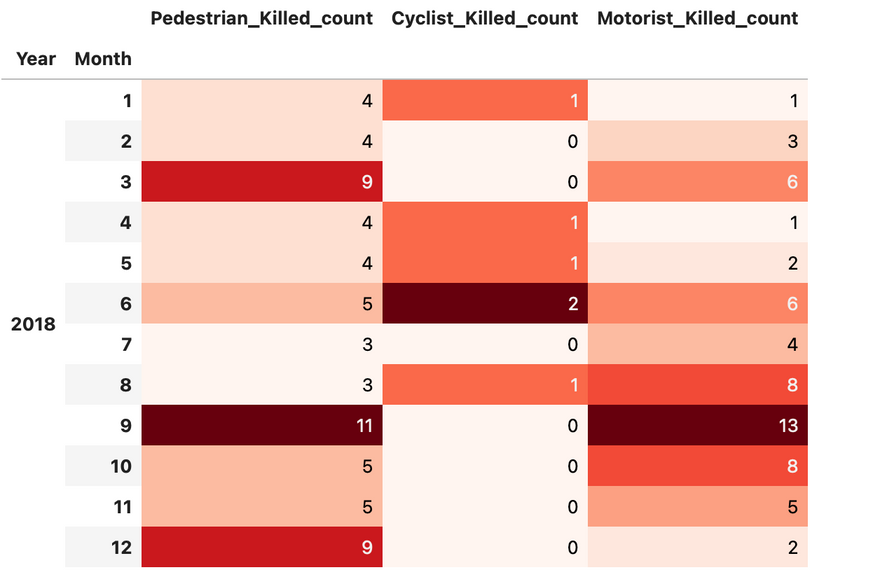 Pedestrian_Killed_count Cyclist_Killed_count Motorist_Killed_count
Year Month
1 4 1 1
2 4 0 3
3 9 0 6
4 4 1 1
5 4 1 2
6 5 2 6
2018
7 3 0 4
8 3 1 8
9 11 0 13
10 5 0 8
11 5 0 5
12 9 0 2